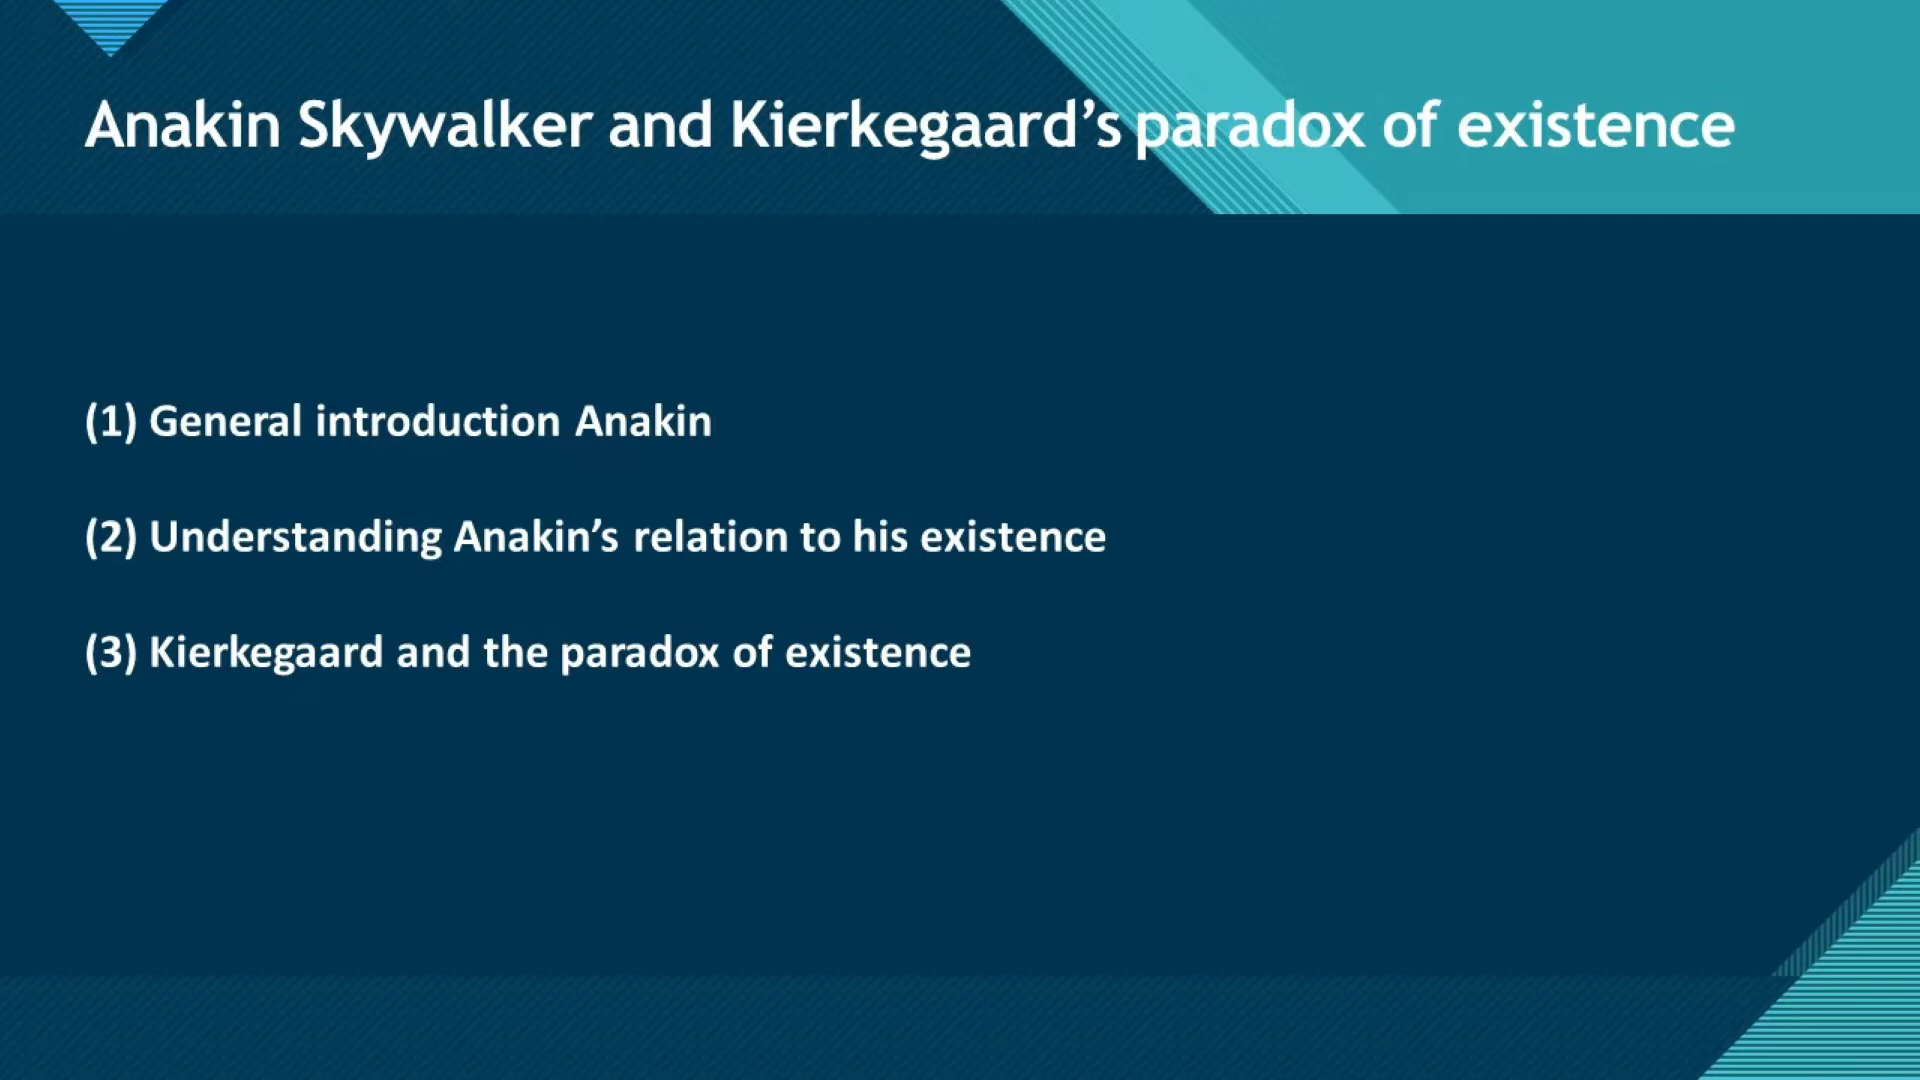 Anakin Skywalker and Kierkegaard’s paradox of existence
(1) General introduction Anakin
(2) Understanding Anakin’s relation to his existence
(3) Kierkegaard and the paradox of existence